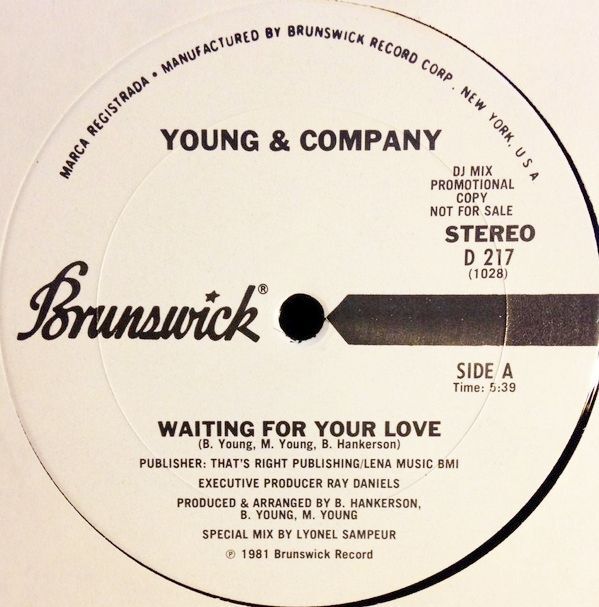 MARCA REGISTRADA • MANUFACTURED BY BRUNSWICK RECORD CORP. NEW YORK, U S A
YOUNG & COMPANY
DJ MIX
PROMOTIONAL
COPY
NOT FOR SALE
STEREO
D 217
(1028)
Brunswick®
SIDE A
Time: 5:39
WAITING FOR YOUR LOVE
(B. Young, M. Young, B. Hankerson)
PUBLISHER: THAT'S RIGHT PUBLISHING/LENA MUSIC BMI
EXECUTIVE PRODUCER RAY DANIELS
PRODUCED & ARRANGED BY B. HANKERSON,
B. YOUNG, M. YOUNG
SPECIAL MIX BY LYONEL SAMPEUR
℗ 1981 Brunswick Record